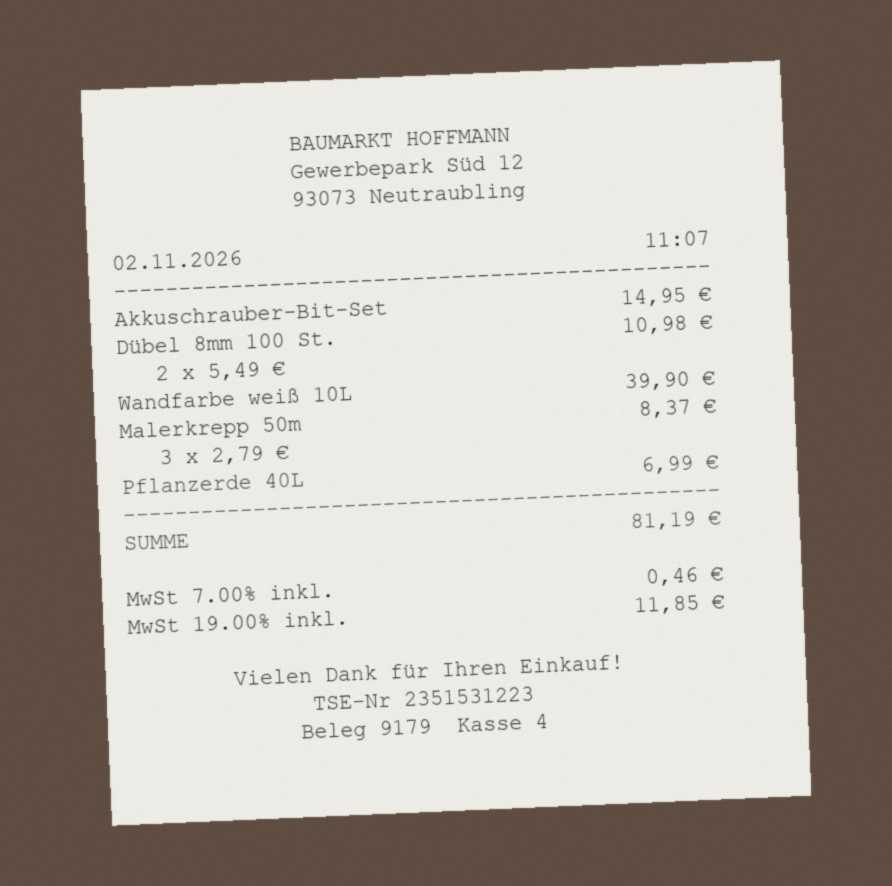 BAUMARKT HOFFMANN
Gewerbepark Süd 12
93073 Neutraubling
02.11.2026 11:07
----------------------------------------------
Akkuschrauber-Bit-Set 14,95 €
Dübel 8mm 100 St. 10,98 €
2 x 5,49 €
Wandfarbe weiß 10L 39,90 €
Malerkrepp 50m 8,37 €
3 x 2,79 €
Pflanzerde 40L 6,99 €
----------------------------------------------
SUMME 81,19 €
MwSt 7.00% inkl. 0,46 €
MwSt 19.00% inkl. 11,85 €
Vielen Dank für Ihren Einkauf!
TSE-Nr 2351531223
Beleg 9179 Kasse 4